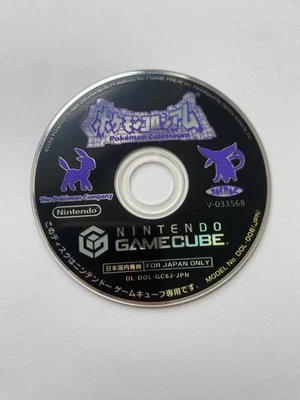 ポケモンコロシアム
Pokémon Colosseum
The Pokémon Company
Nintendo
V-03356B
NINTENDO
GAMECUBE
日本国内専用 FOR JAPAN ONLY
DL-DOL-GC6J-JPN
このディスクはニンテンドー ゲームキューブ専用です。
MODEL No. DOL-006(JPN)